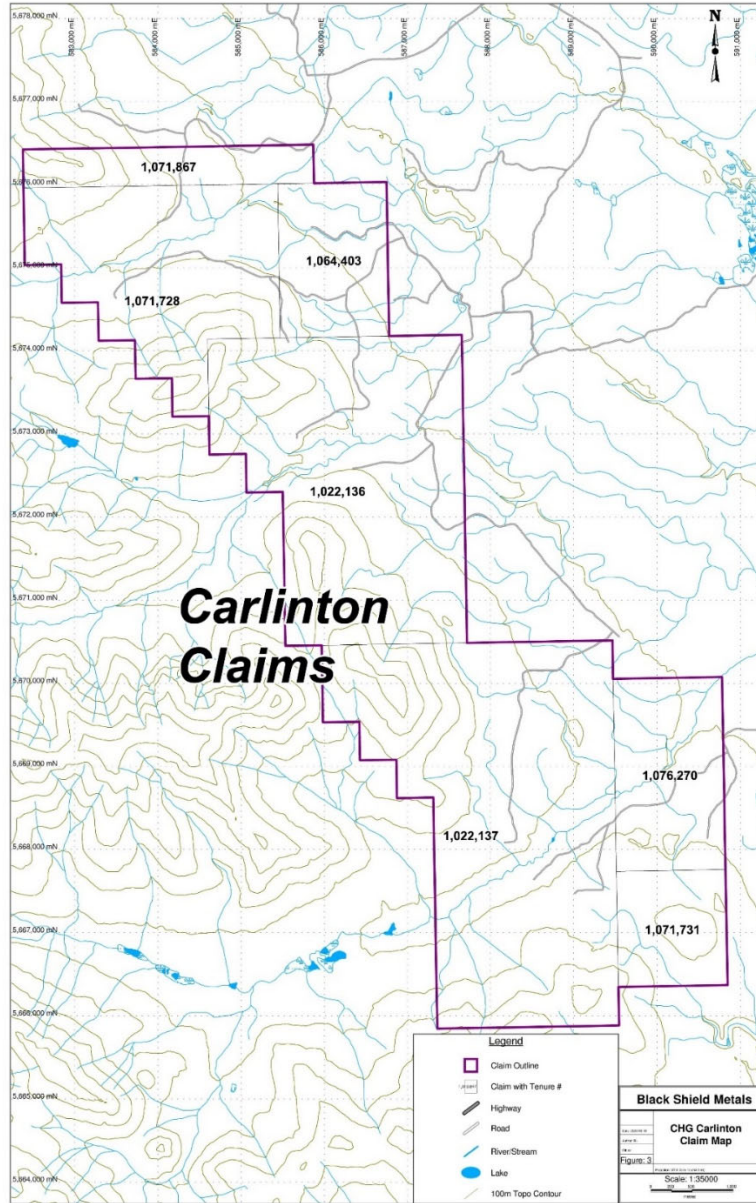 583,000 mE
584,000 mE
585,000 mE
586,000 mE
587,000 mE
588,000 mE
589,000 mE
590,000 mE
591,000 mE
N
5,678,000 mN
5,677,000 mN
5,676,000 mN
5,675,000 mN
5,674,000 mN
5,673,000 mN
5,672,000 mN
5,671,000 mN
5,670,000 mN
5,669,000 mN
5,668,000 mN
5,667,000 mN
5,666,000 mN
5,665,000 mN
5,664,000 mN
1,071,867
1,064,403
1,071,728
1,022,136
Carlinton
Claims
1,076,270
1,022,137
1,071,731
Legend
Claim Outline
Claim with Tenure #
Highway
Road
River/Stream
Lake
100m Topo Contour
Black Shield Metals
CHG Carlinton
Claim Map
Figure: 3
Scale: 1:35000